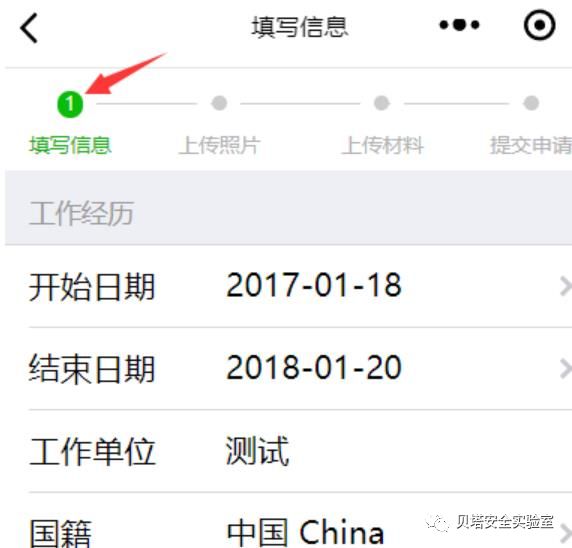 填写信息
1
填写信息 上传照片 上传材料 提交申请
工作经历
开始日期 2017-01-18
结束日期 2018-01-20
工作单位 测试
国籍 中国 China
贝塔安全实验室